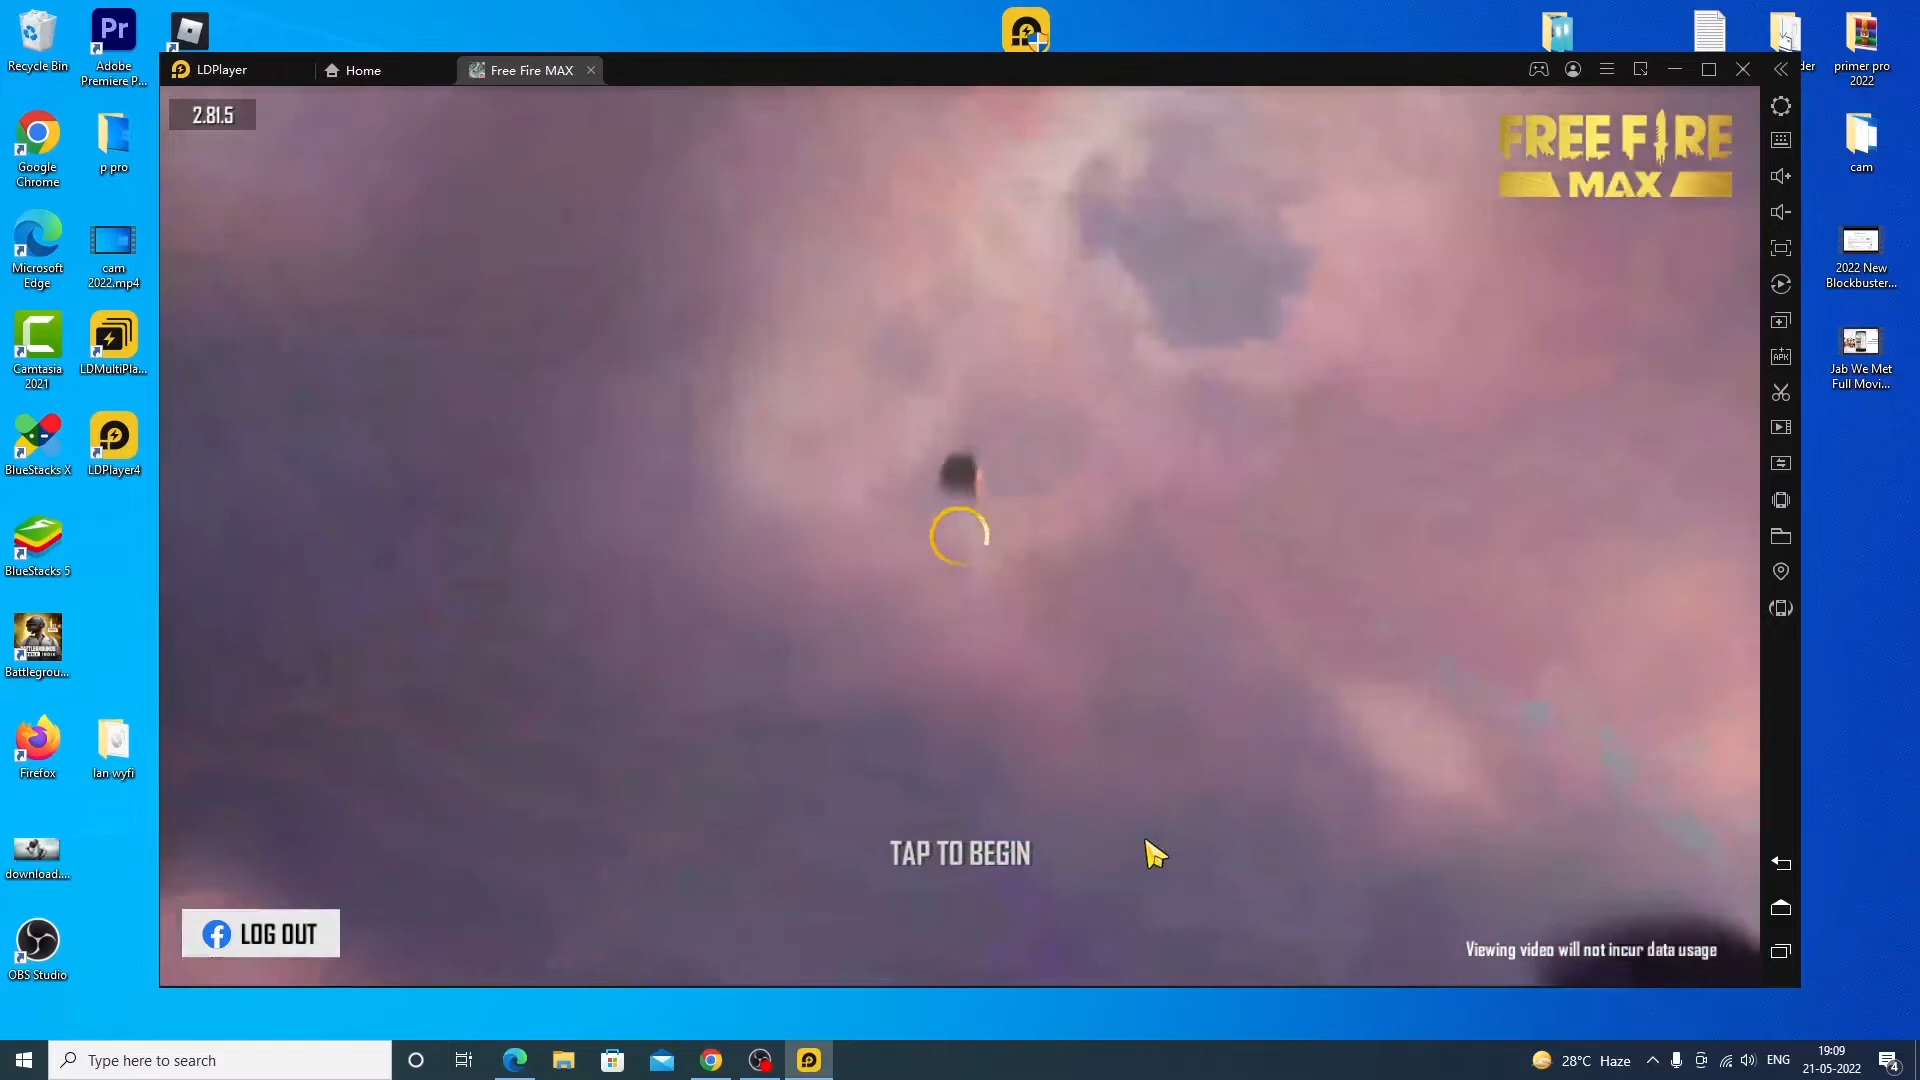 Recycle Bin
Adobe
Premiere P...
Google
Chrome
p pro
Microsoft
Edge
cam
2022.mp4
Camtasia
2021
LDMultiPla...
BlueStacks X
LDPlayer4
BlueStacks 5
Battlegrou...
Firefox
lan wyfi
download....
OBS Studio
LDPlayer
Home
Free Fire MAX
2.81.5
FREE FIRE
MAX
TAP TO BEGIN
LOG OUT
Viewing video will not incur data usage
der
primer pro
2022
cam
2022 New
Blockbuster...
Jab We Met
Full Movi...
Type here to search
28°C Haze
ENG
19:09
21-05-2022
4